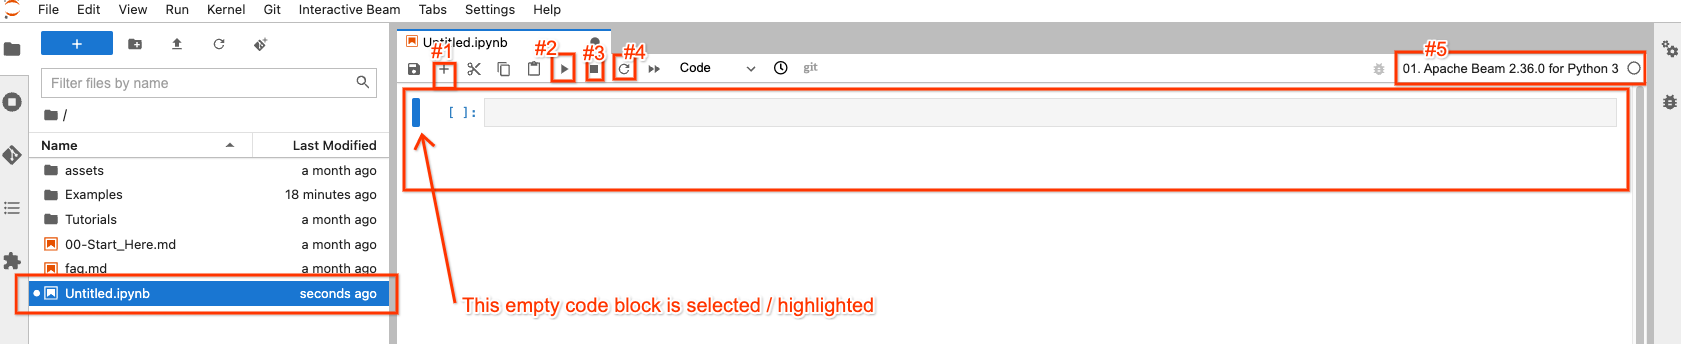 File Edit View Run Kernel Git Interactive Beam Tabs Settings Help
+
Filter files by name
/
Name Last Modified
assets a month ago
Examples 18 minutes ago
Tutorials a month ago
00-Start_Here.md a month ago
faq.md a month ago
Untitled.ipynb seconds ago
Untitled.ipynb
#1 #2 #3 #4 #5
+ Code git 01. Apache Beam 2.36.0 for Python 3
[ ]:
This empty code block is selected / highlighted